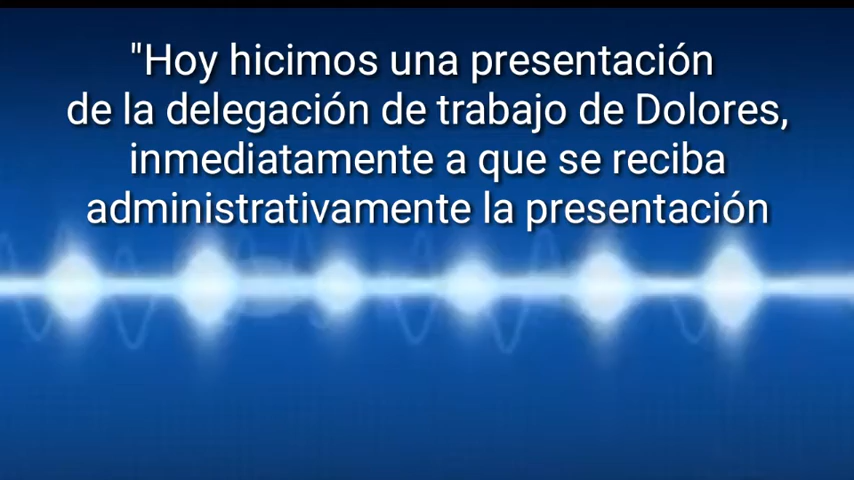 "Hoy hicimos una presentación
de la delegación de trabajo de Dolores,
inmediatamente a que se reciba
administrativamente la presentación